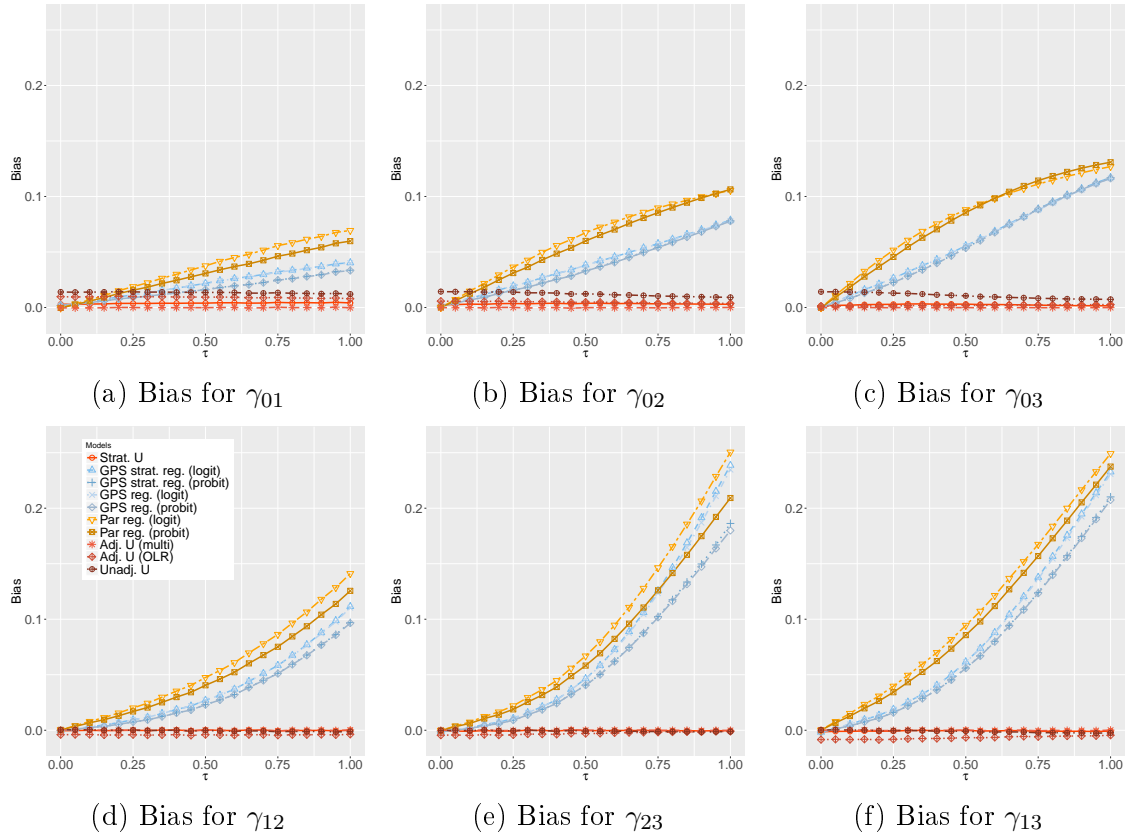 0.2
0.1
0.0
Bias
0.00 0.25 0.50 0.75 1.00
τ
(a) Bias for γ01
0.2
0.1
0.0
Bias
0.00 0.25 0.50 0.75 1.00
τ
(b) Bias for γ02
0.2
0.1
0.0
Bias
0.00 0.25 0.50 0.75 1.00
τ
(c) Bias for γ03
0.2
0.1
0.0
Bias
Models
Strat. U
GPS strat. reg. (logit)
GPS strat. reg. (probit)
GPS reg. (logit)
GPS reg. (probit)
Par reg. (logit)
Par reg. (probit)
Adj. U (multi)
Adj. U (OLR)
Unadj. U
0.00 0.25 0.50 0.75 1.00
τ
(d) Bias for γ12
0.2
0.1
0.0
Bias
0.00 0.25 0.50 0.75 1.00
τ
(e) Bias for γ23
0.2
0.1
0.0
Bias
0.00 0.25 0.50 0.75 1.00
τ
(f) Bias for γ13